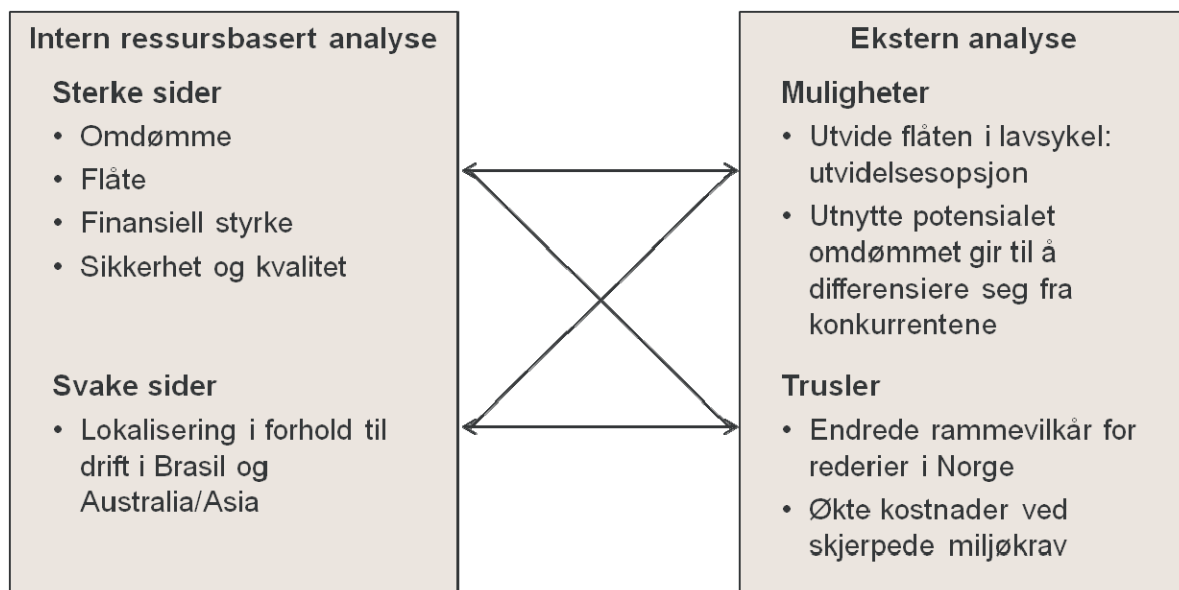 Intern ressursbasert analyse
Sterke sider
• Omdømme
• Flåte
• Finansiell styrke
• Sikkerhet og kvalitet
Svake sider
• Lokalisering i forhold til
drift i Brasil og
Australia/Asia
Ekstern analyse
Muligheter
• Utvide flåten i lavsykel:
utvidelsesopsjon
• Utnytte potensialet
omdømmet gir til å
differensiere seg fra
konkurrentene
Trusler
• Endrede rammevilkår for
rederier i Norge
• Økte kostnader ved
skjerpede miljøkrav